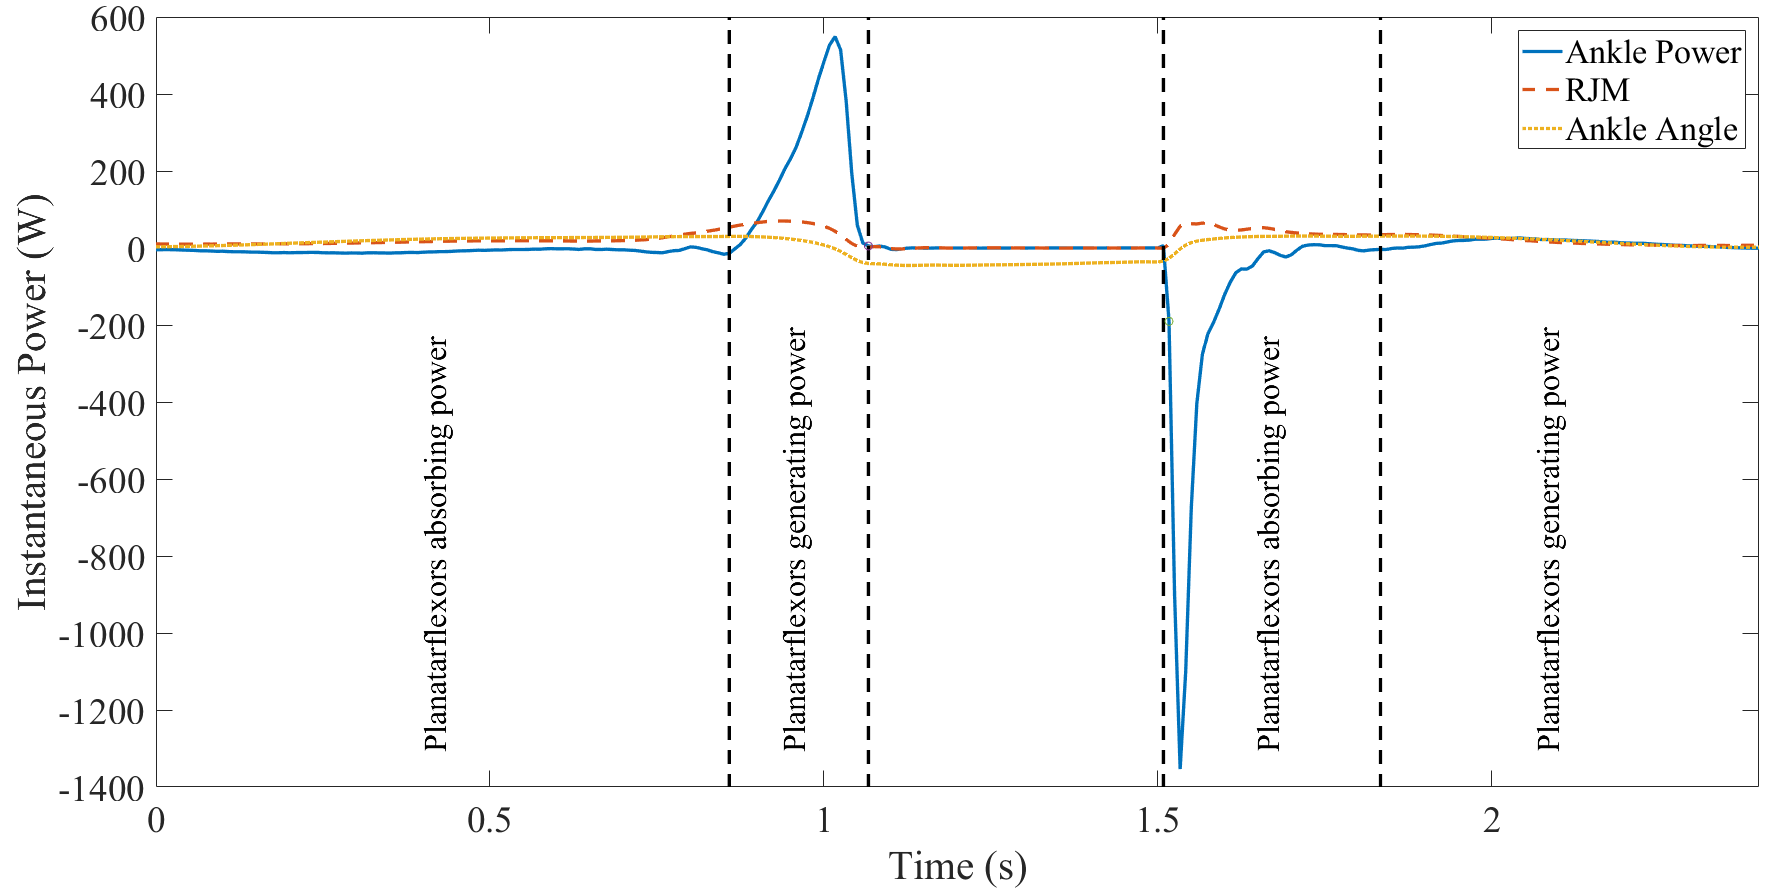 600
400
200
0
-200
-400
-600
-800
-1000
-1200
-1400
Instantaneous Power (W)
Ankle Power
RJM
Ankle Angle
Planatarflexors absorbing power
Planatarflexors generating power
Planatarflexors absorbing power
Planatarflexors generating power
0
0.5
1
1.5
2
Time (s)